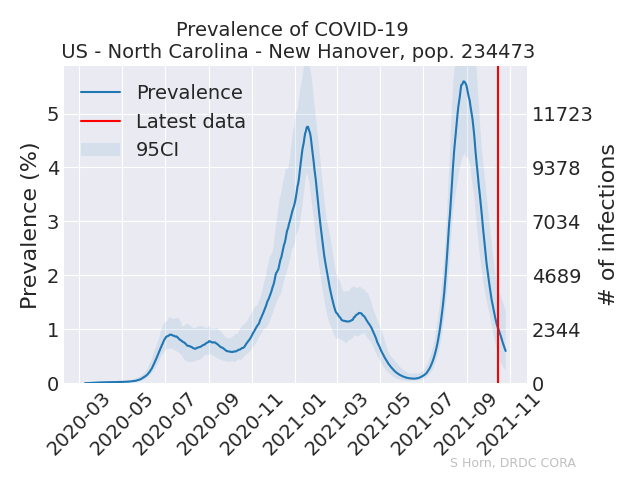 Prevalence of COVID-19
US - North Carolina - New Hanover, pop. 234473
Prevalence
Latest data
95CI
Prevalence (%)
5
4
3
2
1
0
11723
9378
7034
4689
2344
0
# of infections
2020-03
2020-05
2020-07
2020-09
2020-11
2021-01
2021-03
2021-05
2021-07
2021-09
2021-11
S Horn, DRDC CORA